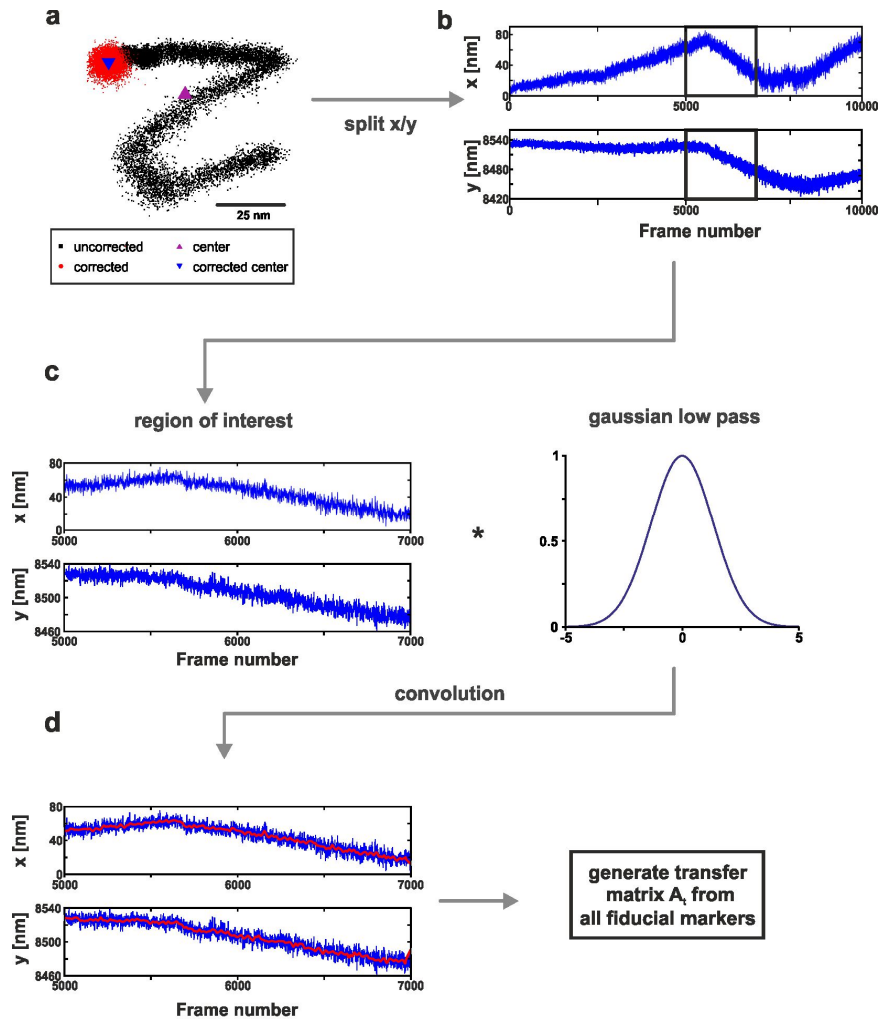 a
25 nm
uncorrected
center
corrected
corrected center
split x/y
b
x [nm]
80
40
0
0
5000
10000
y [nm]
8540
8480
8420
0
5000
10000
Frame number
c
region of interest
x [nm]
80
40
0
5000
6000
7000
y [nm]
8540
8500
8460
5000
6000
7000
Frame number
*
gaussian low pass
1
0.5
0
-5
0
5
convolution
d
x [nm]
80
40
0
5000
6000
7000
y [nm]
8540
8500
8460
5000
6000
7000
Frame number
generate transfer
matrix At from
all fiducial markers